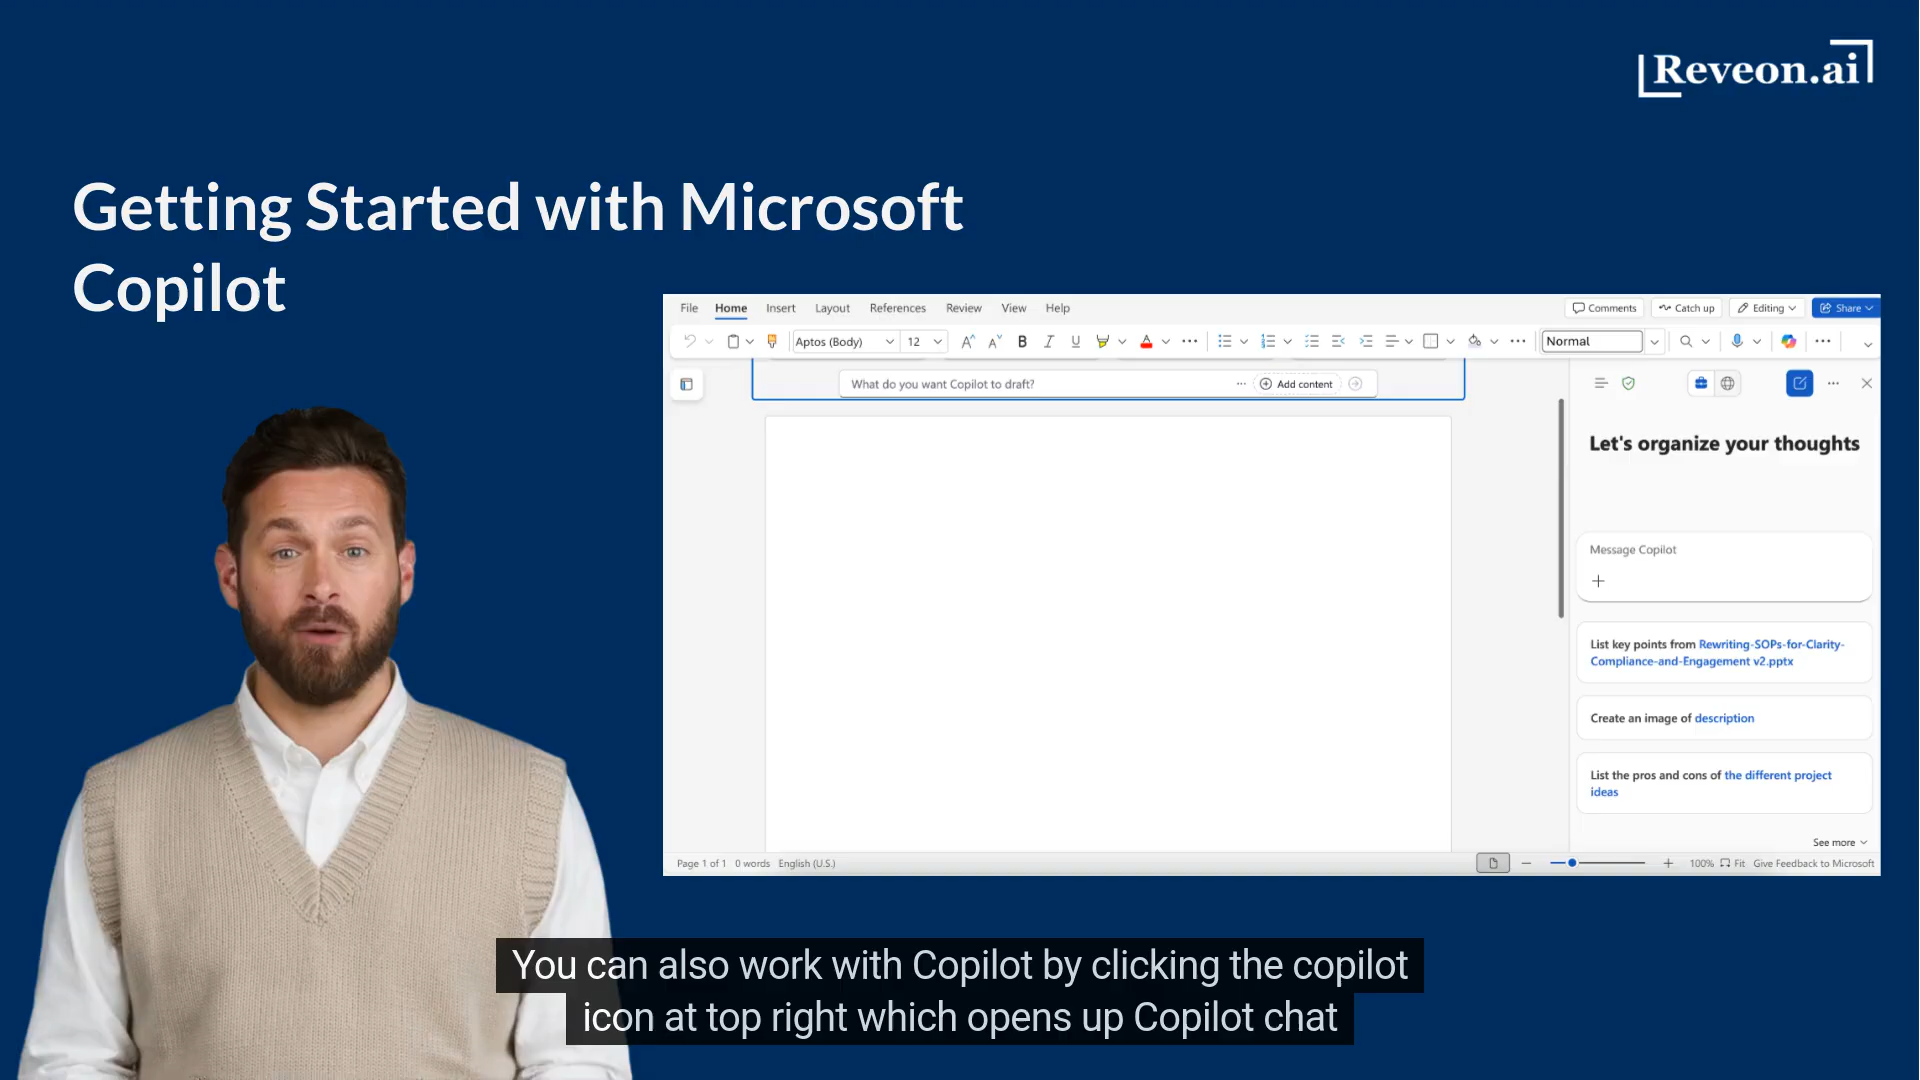 Reveon.ai
Getting Started with Microsoft
Copilot
File Home Insert Layout References Review View Help Comments Catch up Editing Share
Aptos (Body) 12 B I U Normal
What do you want Copilot to draft? Add content
Let's organize your thoughts
Message Copilot
List key points from Rewriting-SOPs-for-Clarity-
Compliance-and-Engagement v2.pptx
Create an image of description
List the pros and cons of the different project
ideas
See more
Page 1 of 1 0 words English (U.S.) 100% Fit Give Feedback to Microsoft
You can also work with Copilot by clicking the copilot
icon at top right which opens up Copilot chat